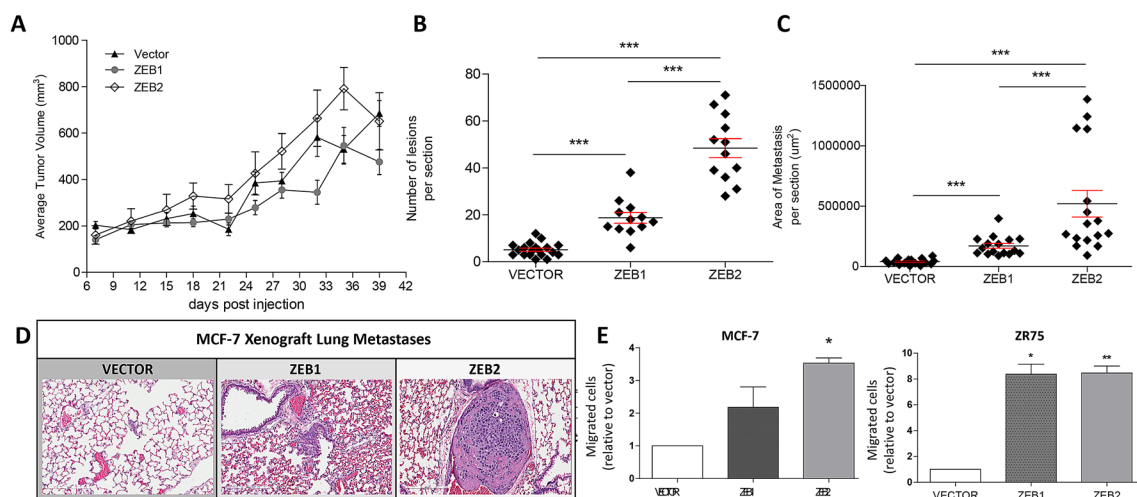 A
1000
800
600
400
200
0
Average Tumor Volume (mm³)
Vector
ZEB1
ZEB2
6 9 12 15 18 21 24 27 30 33 36 39 42
days post injection
B
80
60
40
20
0
Number of lesions
per section
***
***
***
VECTOR ZEB1 ZEB2
C
1500000
1000000
500000
0
Area of Metastasis
per section (um²)
***
***
***
VECTOR ZEB1 ZEB2
D
MCF-7 Xenograft Lung Metastases
VECTOR ZEB1 ZEB2
E
MCF-7
4
3
2
1
0
Migrated cells
(relative to vector)
*
VECTOR ZEB1 ZEB2
ZR75
10
8
6
4
2
0
Migrated cells
(relative to vector)
* **
VECTOR ZEB1 ZEB2